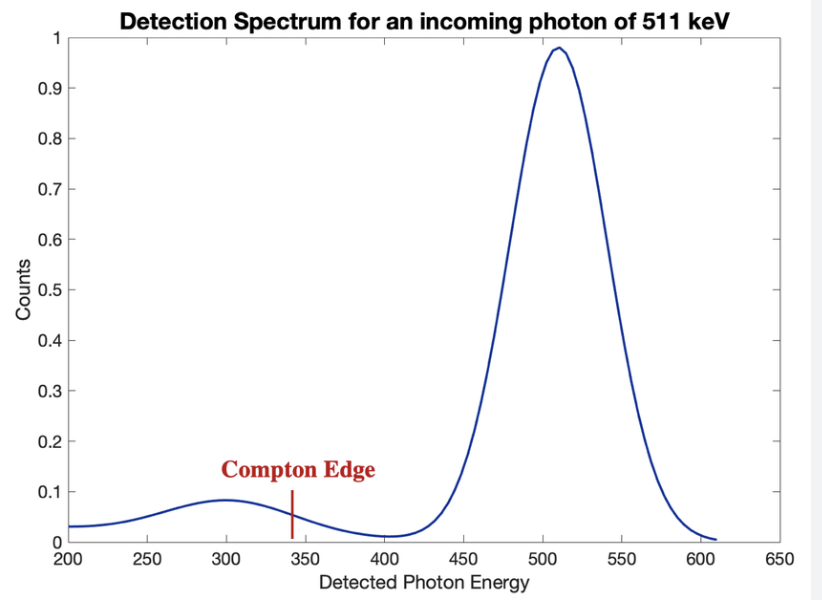 Detection Spectrum for an incoming photon of 511 keV
1
0.9
0.8
0.7
0.6
0.5
0.4
0.3
0.2
0.1
0
Counts
Compton Edge
200 250 300 350 400 450 500 550 600 650
Detected Photon Energy